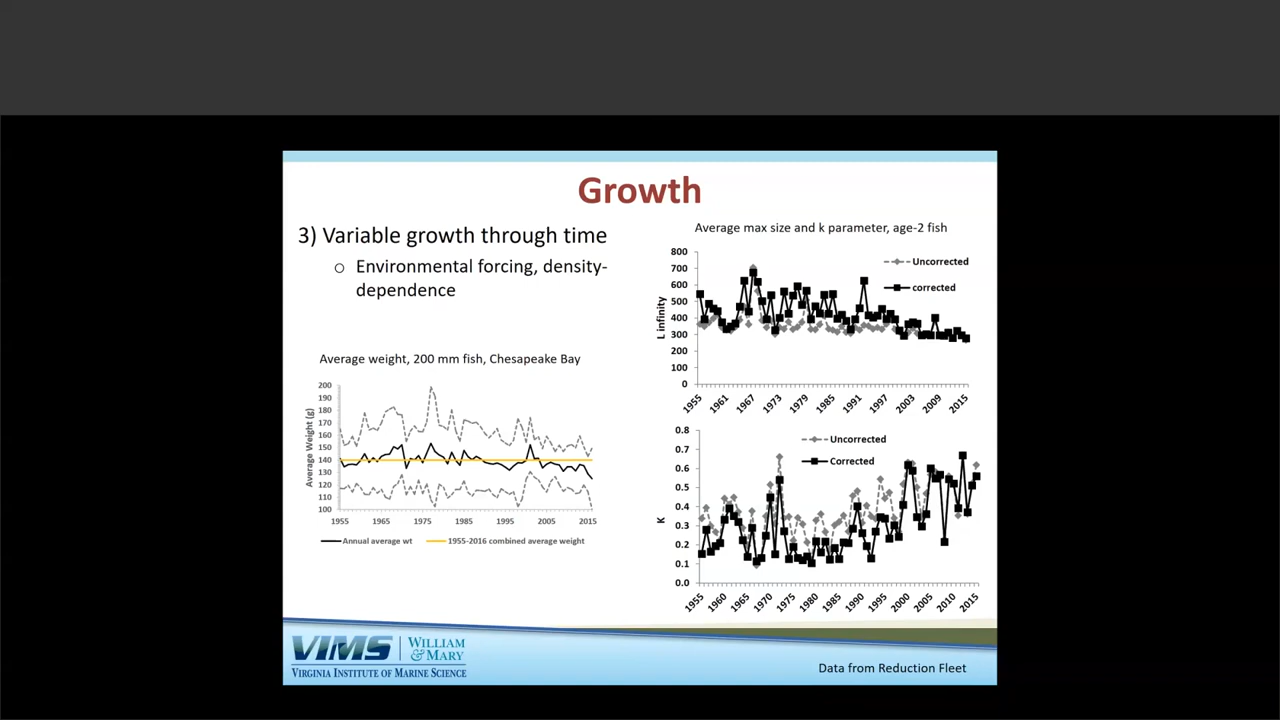 Growth
3) Variable growth through time
o Environmental forcing, density-
dependence
Average weight, 200 mm fish, Chesapeake Bay
Average Weight (g)
200
190
180
170
160
150
140
130
120
110
100
1955 1965 1975 1985 1995 2005 2015
Annual average wt 1955-2016 combined average weight
Average max size and k parameter, age-2 fish
L infinity
800
700
600
500
400
300
200
100
0
Uncorrected
corrected
1955 1961 1967 1973 1979 1985 1991 1997 2003 2009 2015
K
0.8
0.7
0.6
0.5
0.4
0.3
0.2
0.1
0.0
Uncorrected
Corrected
1955 1960 1965 1970 1975 1980 1985 1990 1995 2000 2005 2010 2015
VIMS
WILLIAM
& MARY
VIRGINIA INSTITUTE OF MARINE SCIENCE
Data from Reduction Fleet